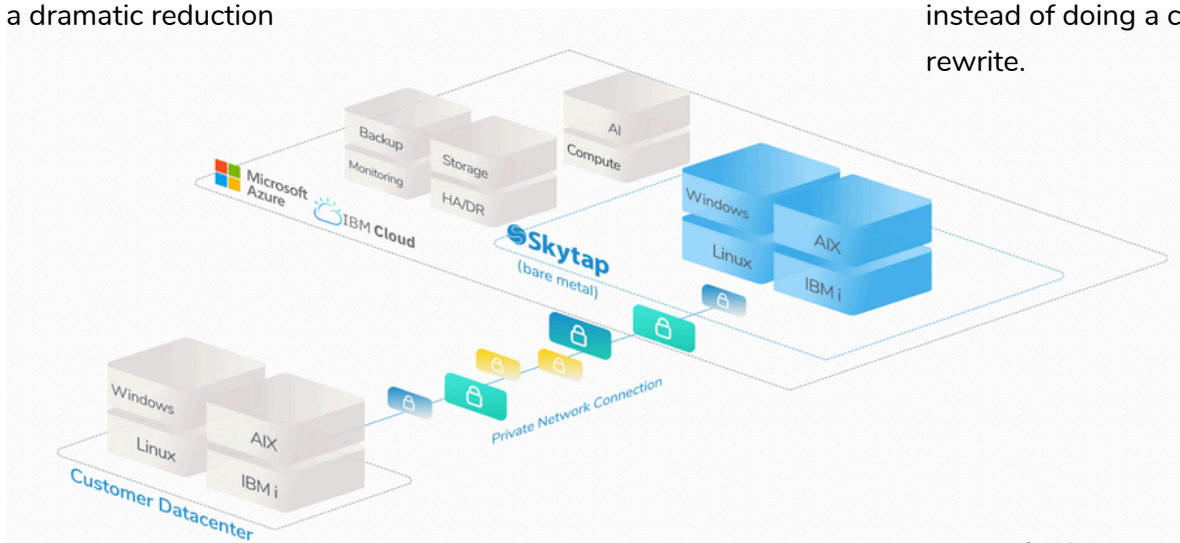 a dramatic reduction
instead of doing a c
rewrite.
Backup
Monitoring
Storage
HA/DR
AI
Compute
Microsoft
Azure
IBM Cloud
Skytap
(bare metal)
Windows
Linux
AIX
IBM i
Private Network Connection
Windows
Linux
AIX
IBM i
Customer Datacenter